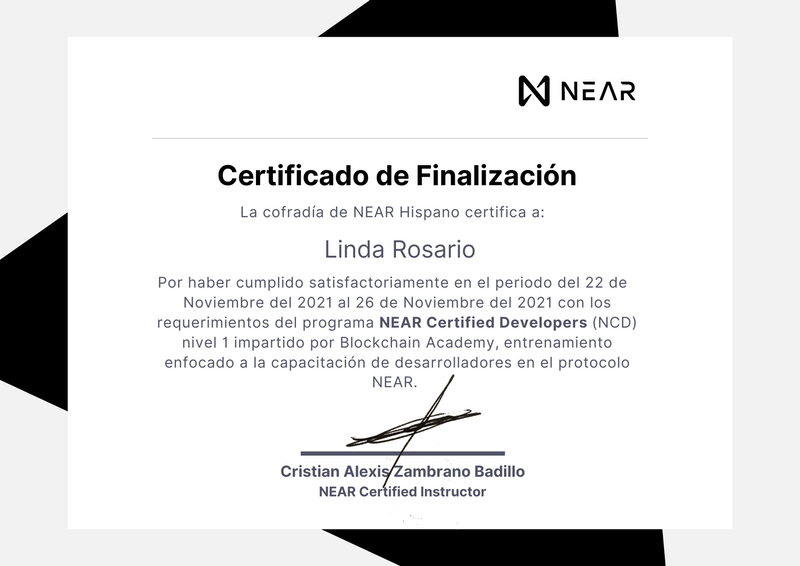 NEAR
Certificado de Finalización
La cofradía de NEAR Hispano certifica a:
Linda Rosario
Por haber cumplido satisfactoriamente en el periodo del 22 de
Noviembre del 2021 al 26 de Noviembre del 2021 con los
requerimientos del programa NEAR Certified Developers (NCD)
nivel 1 impartido por Blockchain Academy, entrenamiento
enfocado a la capacitación de desarrolladores en el protocolo
NEAR.
Cristian Alexis Zambrano Badillo
NEAR Certified Instructor